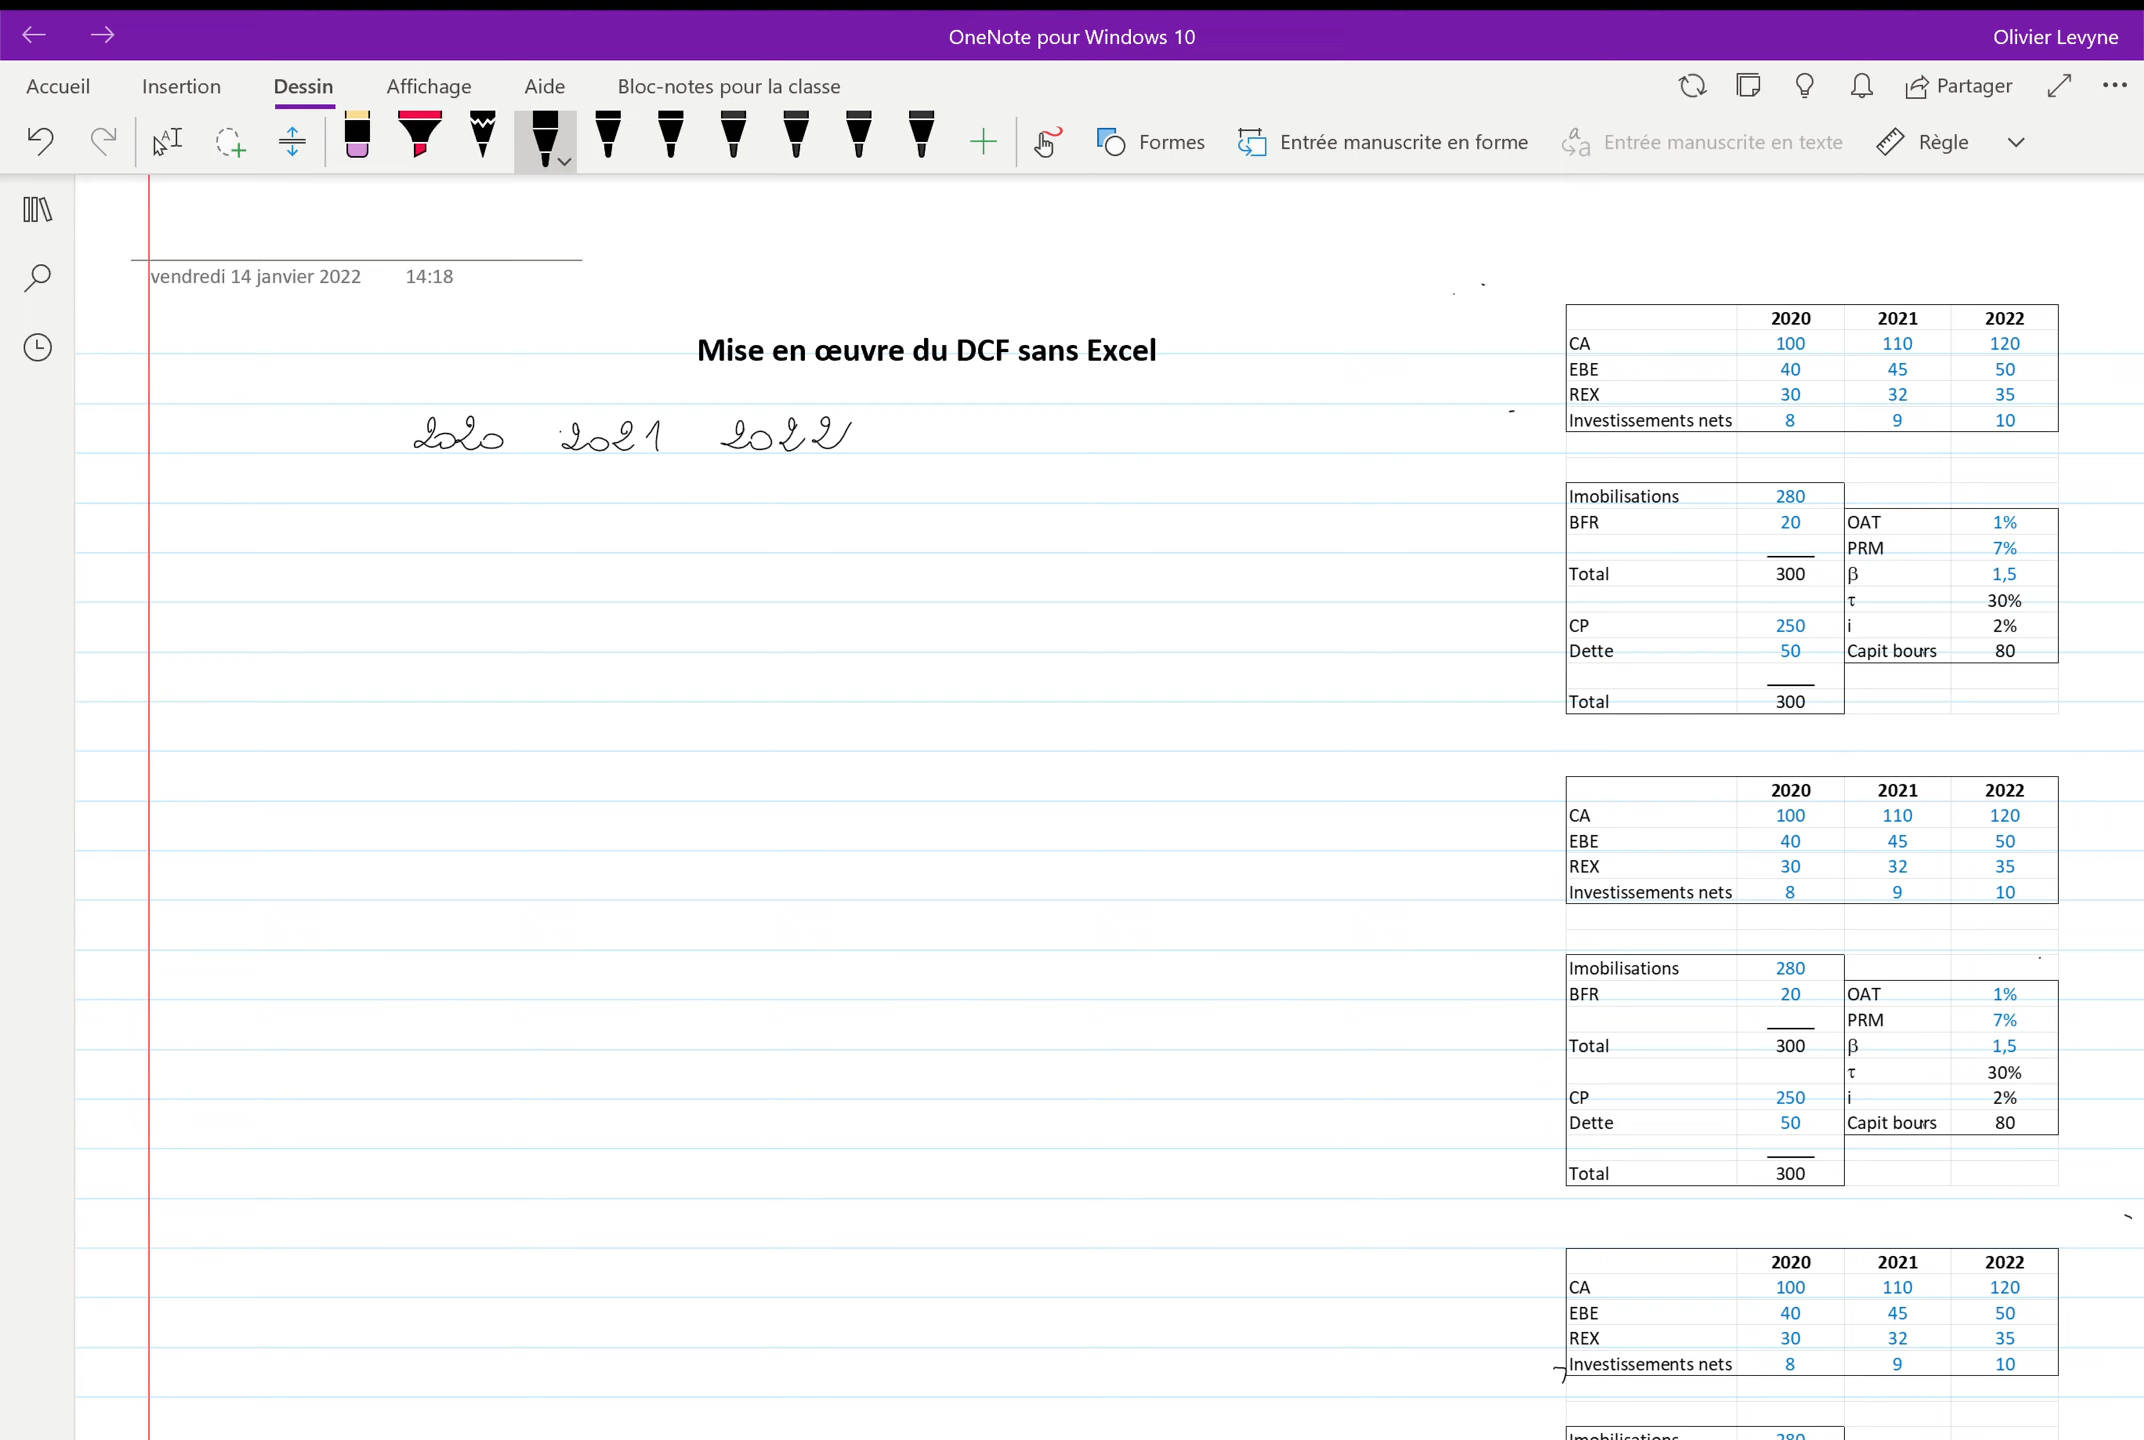 OneNote pour Windows 10
Olivier Levyne
Accueil Insertion Dessin Affichage Aide Bloc-notes pour la classe
Partager
Formes Entrée manuscrite en forme Entrée manuscrite en texte Règle
vendredi 14 janvier 2022 14:18
Mise en œuvre du DCF sans Excel
2020 2021 2022
2020 2021 2022
CA 100 110 120
EBE 40 45 50
REX 30 32 35
Investissements nets 8 9 10
Imobilisations 280
BFR 20 OAT 1%
PRM 7%
Total 300 β 1,5
τ 30%
CP 250 i 2%
Dette 50 Capit bours 80
Total 300
2020 2021 2022
CA 100 110 120
EBE 40 45 50
REX 30 32 35
Investissements nets 8 9 10
Imobilisations 280
BFR 20 OAT 1%
PRM 7%
Total 300 β 1,5
τ 30%
CP 250 i 2%
Dette 50 Capit bours 80
Total 300
2020 2021 2022
CA 100 110 120
EBE 40 45 50
REX 30 32 35
Investissements nets 8 9 10
Imobilisations 280